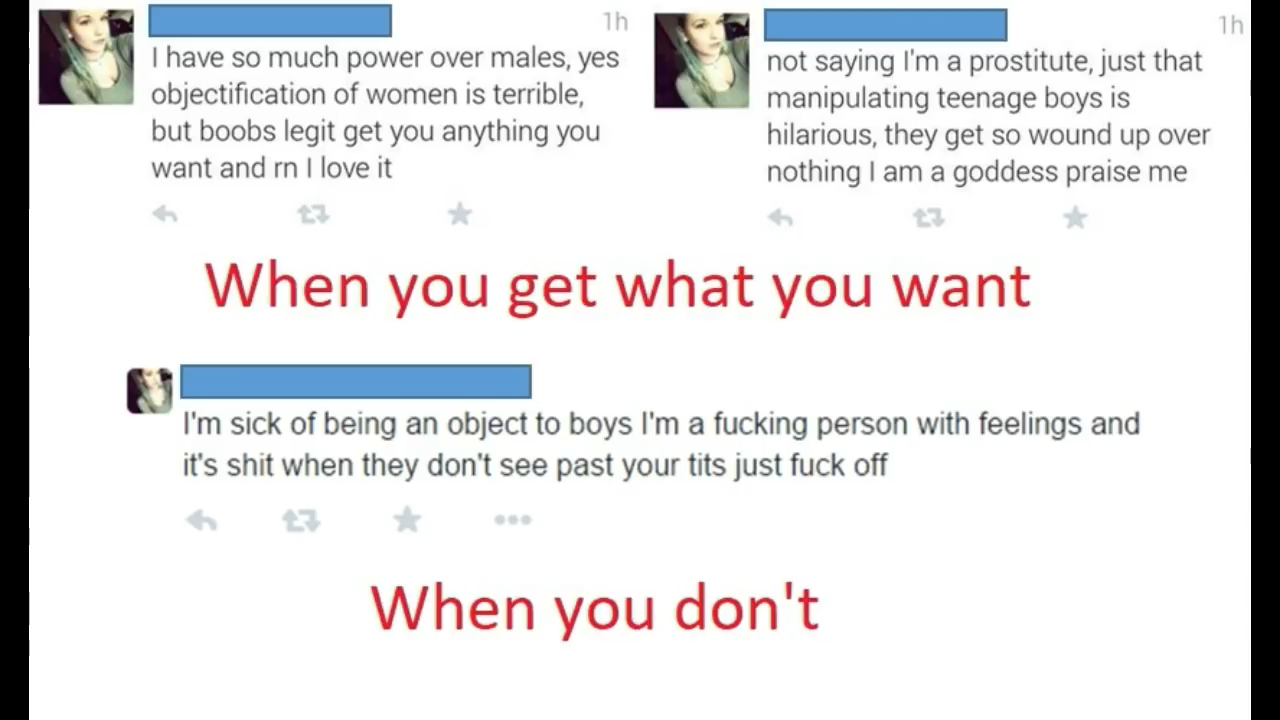 1h
I have so much power over males, yes
objectification of women is terrible,
but boobs legit get you anything you
want and rn I love it
1h
not saying I'm a prostitute, just that
manipulating teenage boys is
hilarious, they get so wound up over
nothing I am a goddess praise me
When you get what you want
I'm sick of being an object to boys I'm a fucking person with feelings and
it's shit when they don't see past your tits just fuck off
When you don't